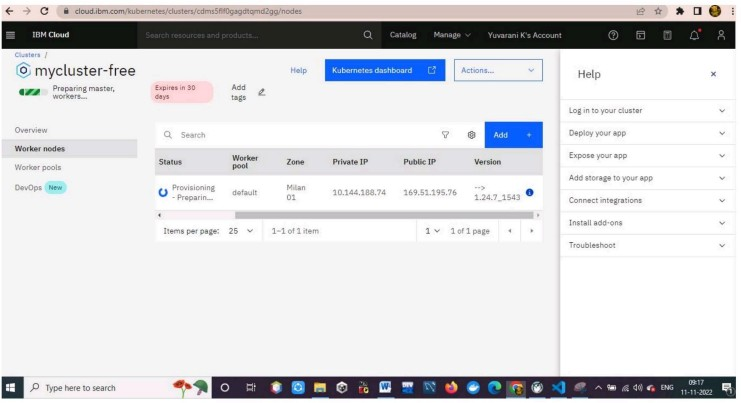 cloud.ibm.com/kubernetes/clusters/cdms5flf0gagdtqmd2gg/nodes
IBM Cloud
Search resources and products...
Catalog
Manage
Yuvarani K's Account
Clusters /
mycluster-free
Preparing master,
workers...
Expires in 30
days
Add
tags
Help
Kubernetes dashboard
Actions...
Overview
Worker nodes
Worker pools
DevOps New
Search
Add +
Status
Worker
pool
Zone
Private IP
Public IP
Version
Provisioning
- Preparin...
default
Milan
01
10.144.188.74
169.51.195.76
-->
1.24.7_1543
Items per page: 25
1–1 of 1 item
1
1 of 1 page
Help
Log in to your cluster
Deploy your app
Expose your app
Add storage to your app
Connect integrations
Install add-ons
Troubleshoot
Type here to search
ENG
09:17
11-11-2022